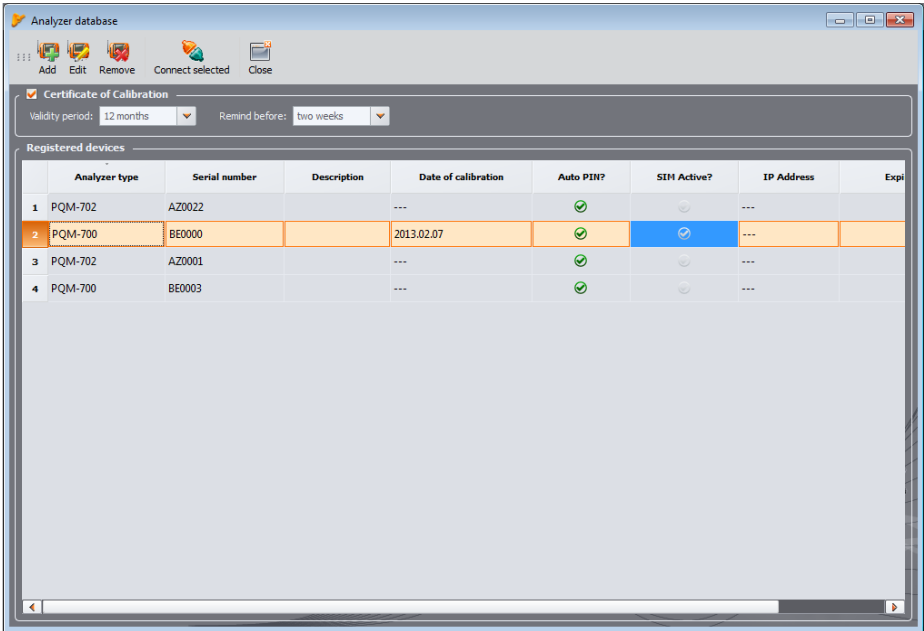 Analyzer database
Add Edit Remove Connect selected Close
Certificate of Calibration
Validity period: 12 months Remind before: two weeks
Registered devices
Analyzer type Serial number Description Date of calibration Auto PIN? SIM Active? IP Address Expi
1 PQM-702 AZ0022 --- ---
2 PQM-700 BE0000 2013.02.07 ---
3 PQM-702 AZ0001 --- ---
4 PQM-700 BE0003 --- ---